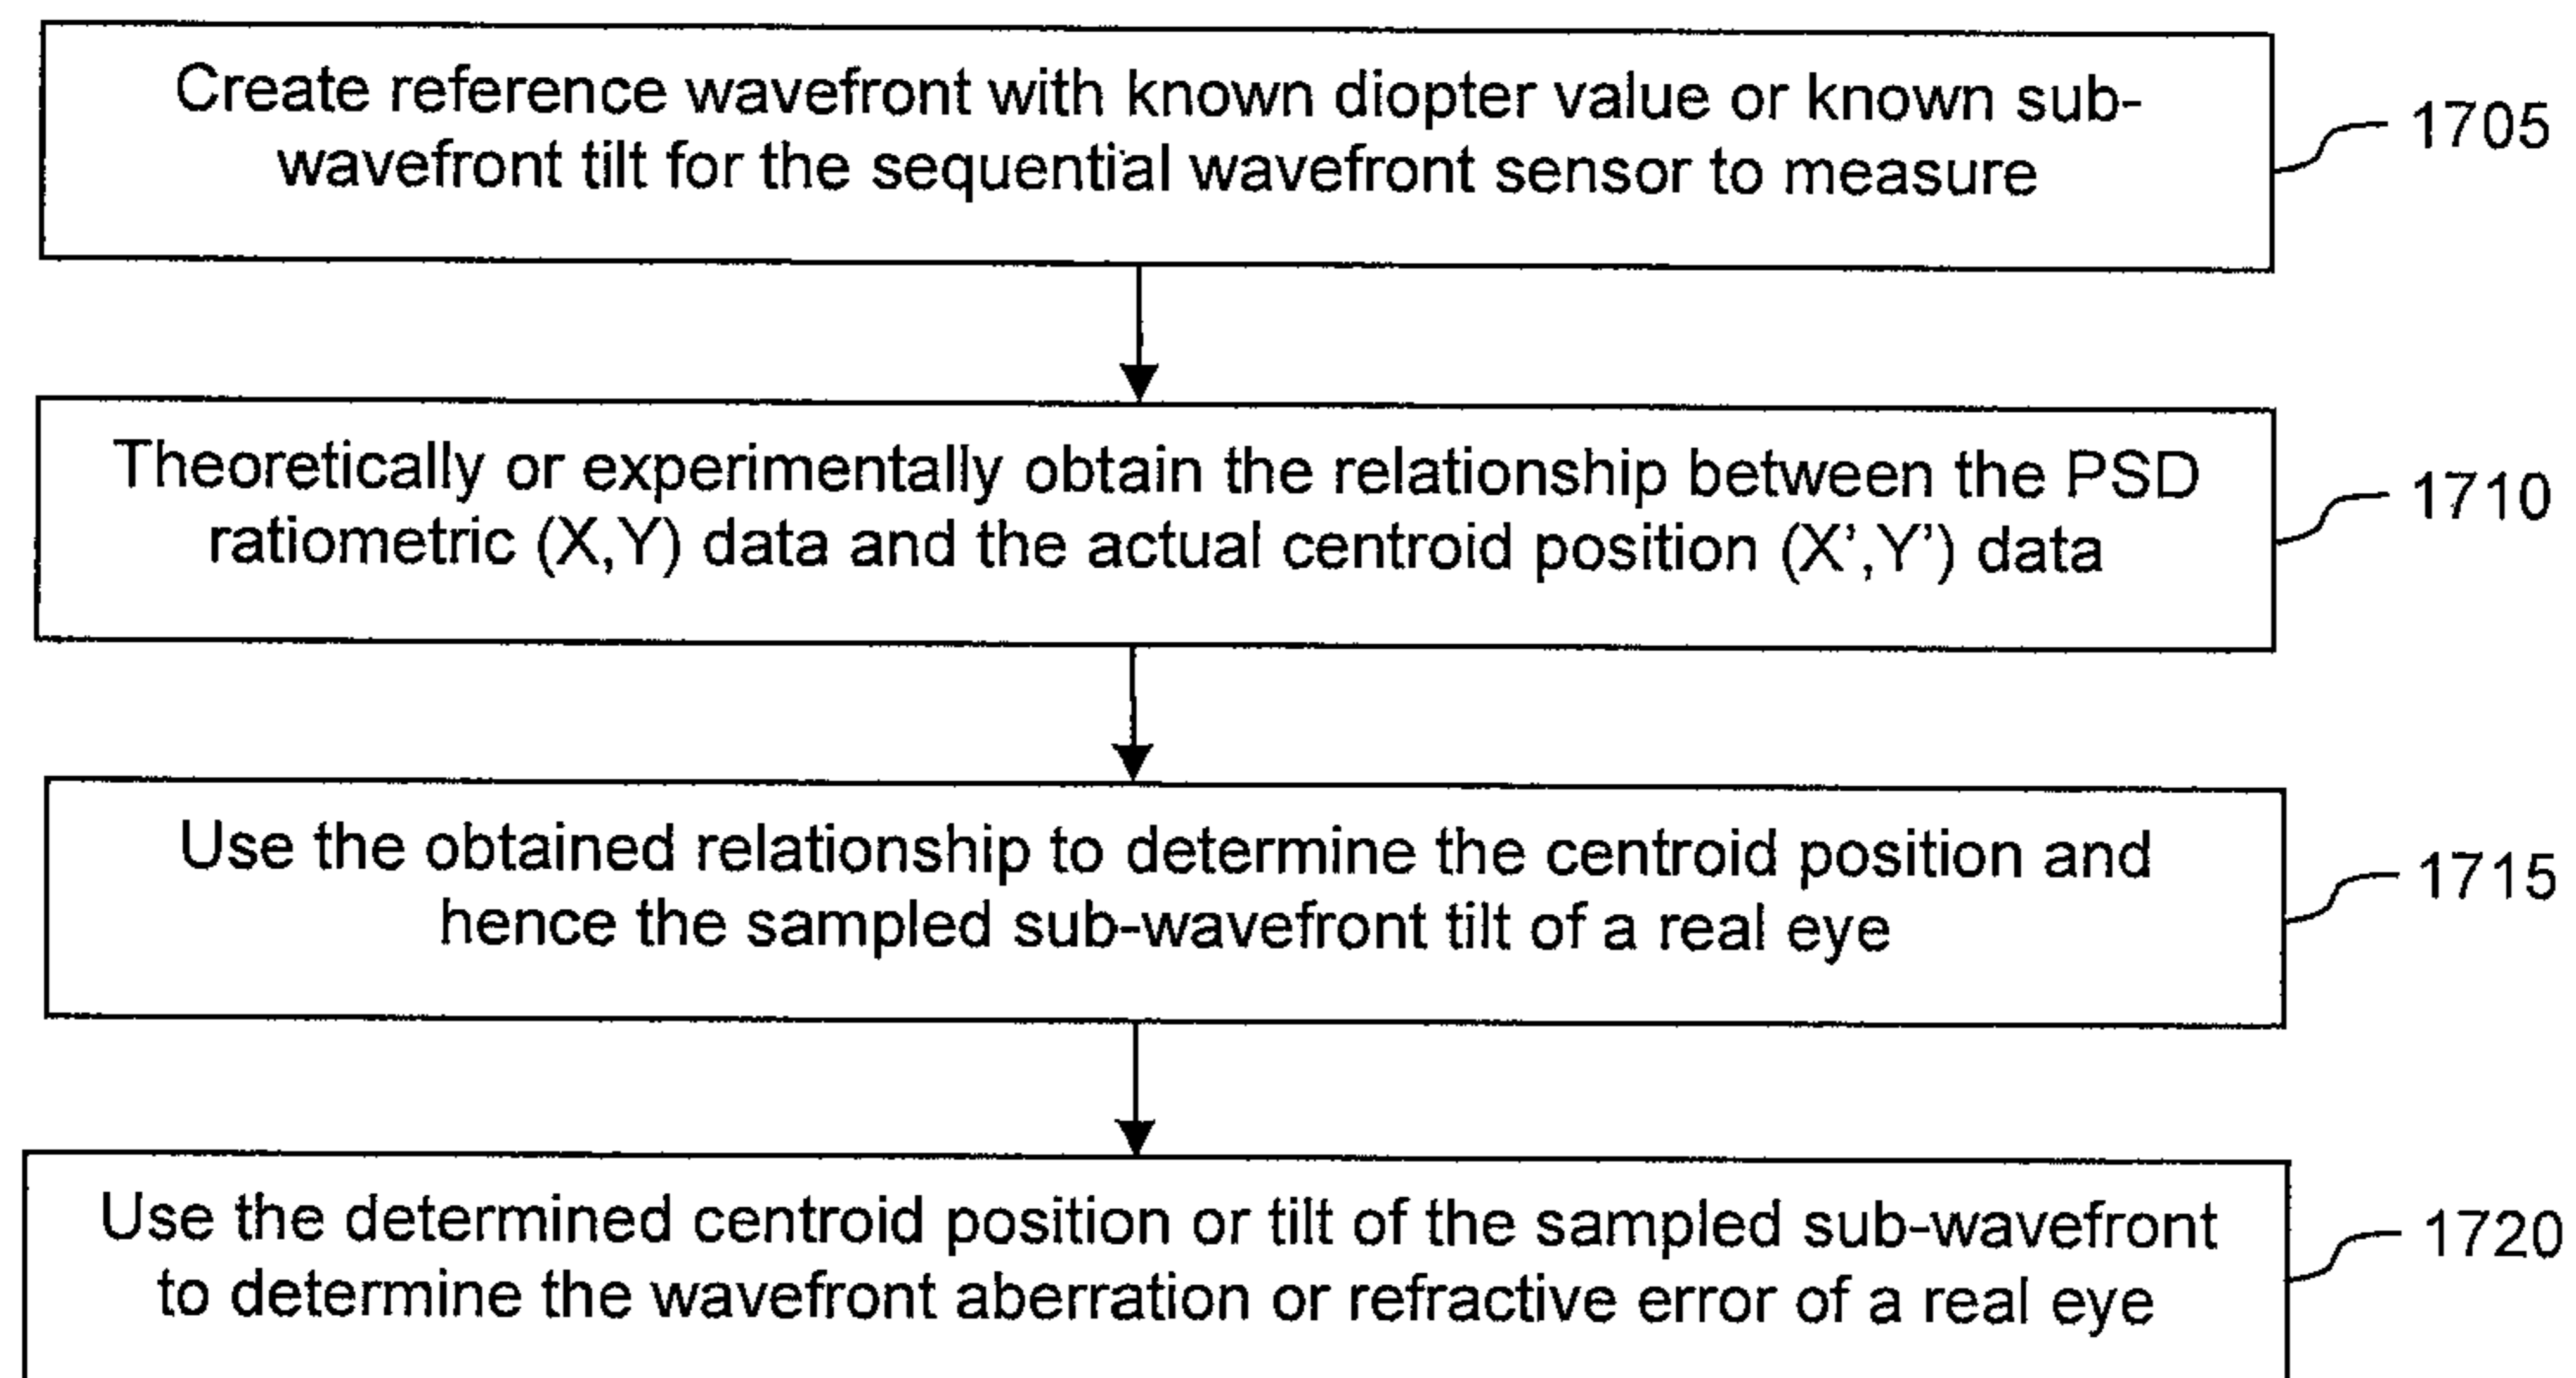 Create reference wavefront with known diopter value or known sub-
wavefront tilt for the sequential wavefront sensor to measure
1705
Theoretically or experimentally obtain the relationship between the PSD
ratiometric (X,Y) data and the actual centroid position (X’,Y’) data
1710
Use the obtained relationship to determine the centroid position and
hence the sampled sub-wavefront tilt of a real eye
1715
Use the determined centroid position or tilt of the sampled sub-wavefront
to determine the wavefront aberration or refractive error of a real eye
1720